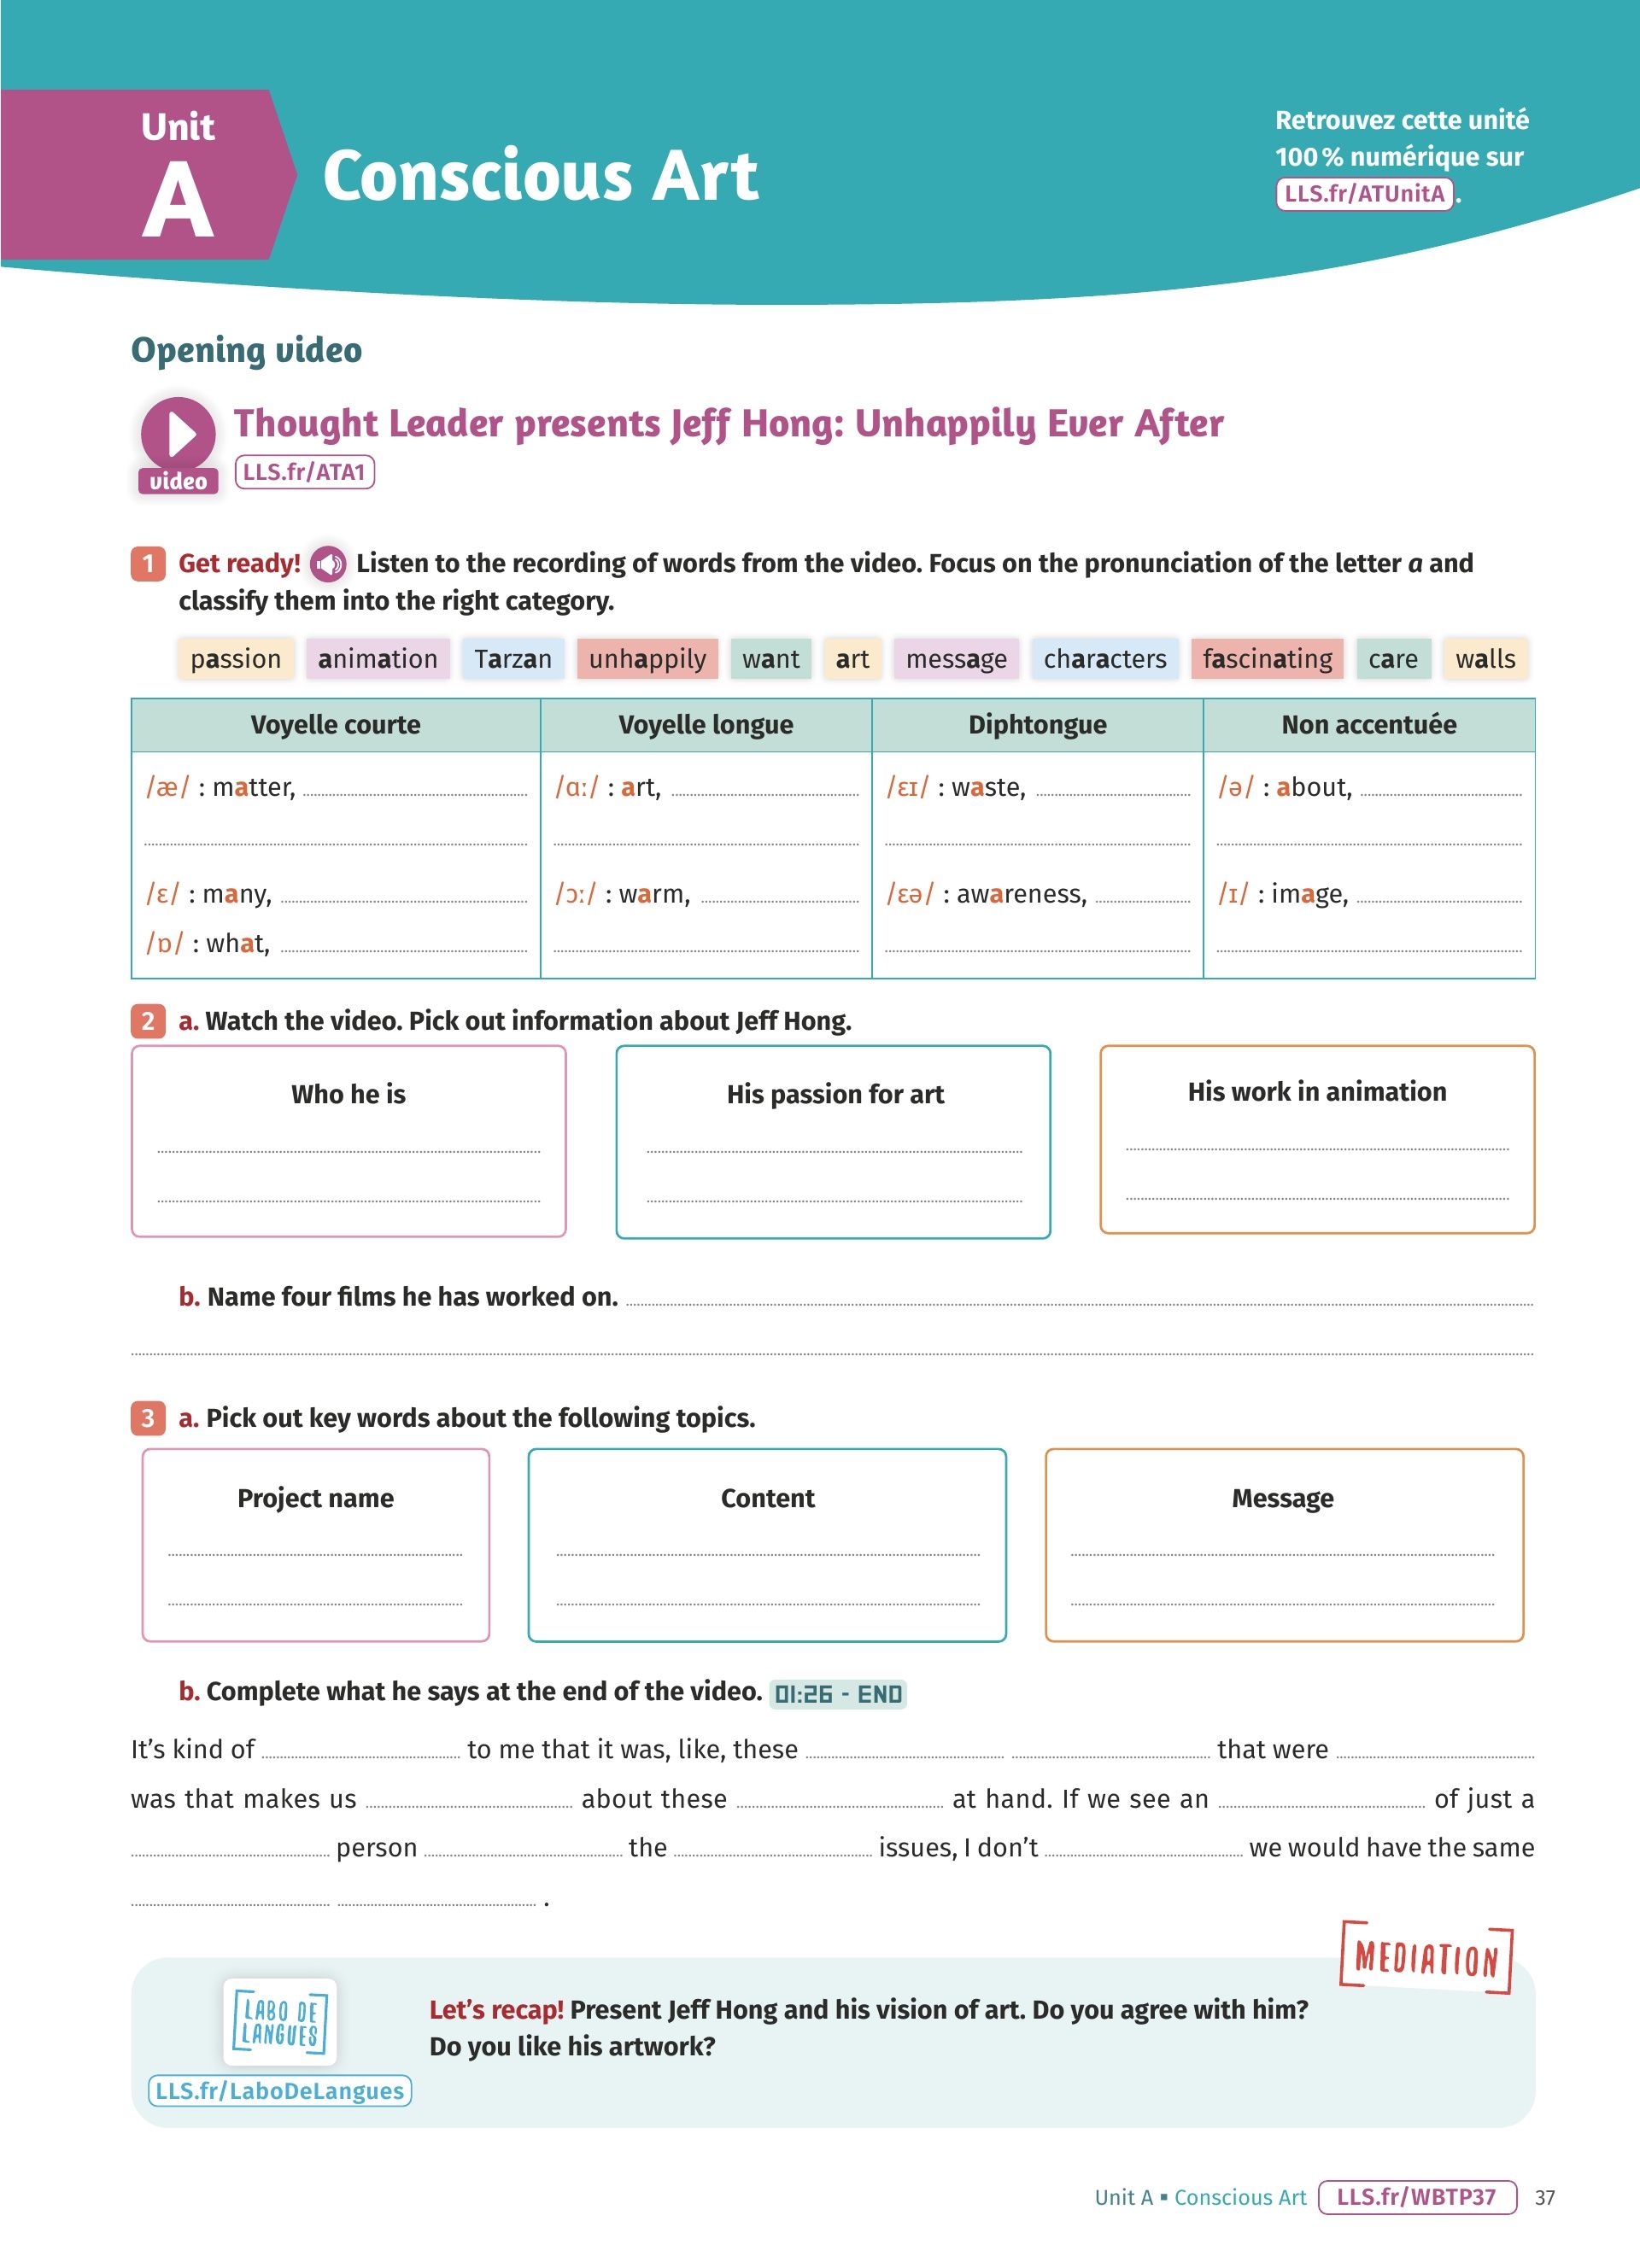 Unit
A
Conscious Art
Retrouvez cette unité
100 % numérique sur
LLS.fr/ATUnitA.
Opening video
video
Thought Leader presents Jeff Hong: Unhappily Ever After
LLS.fr/ATA1
1 Get ready! Listen to the recording of words from the video. Focus on the pronunciation of the letter a and
classify them into the right category.
passion animation Tarzan unhappily want art message characters fascinating care walls
Voyelle courte Voyelle longue Diphtongue Non accentuée
/æ/ : matter, /ɑː/ : art, /ɛɪ/ : waste, /ə/ : about,
/ɛ/ : many, /ɔː/ : warm, /ɛə/ : awareness, /ɪ/ : image,
/ɒ/ : what,
2 a. Watch the video. Pick out information about Jeff Hong.
Who he is His passion for art His work in animation
b. Name four films he has worked on.
3 a. Pick out key words about the following topics.
Project name Content Message
b. Complete what he says at the end of the video. 01:26 - END
It's kind of to me that it was, like, these that were
was that makes us about these at hand. If we see an of just a
person the issues, I don't we would have the same
.
MEDIATION
LABO DE
LANGUES
LLS.fr/LaboDeLangues
Let's recap! Present Jeff Hong and his vision of art. Do you agree with him?
Do you like his artwork?
Unit A ▪ Conscious Art LLS.fr/WBTP37 37